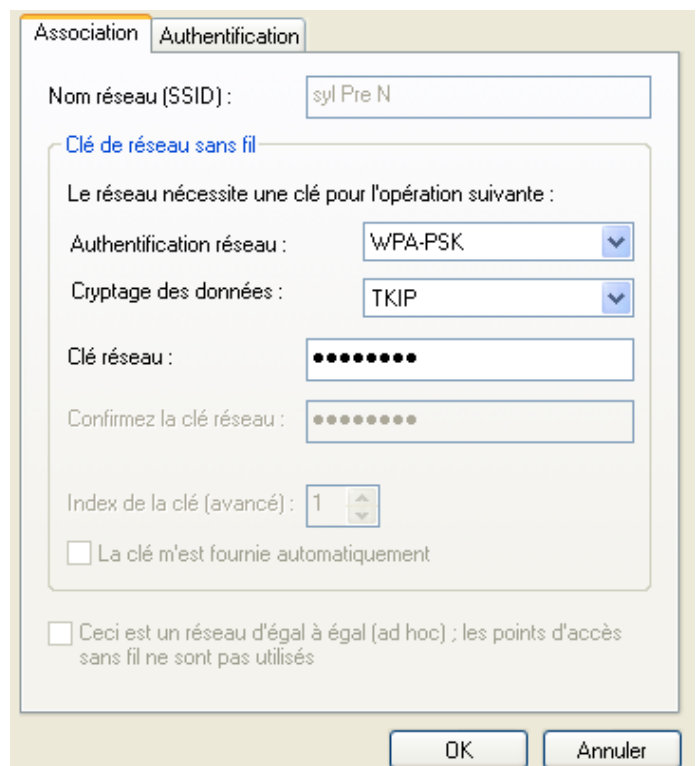 Association Authentification
Nom réseau (SSID) : syl Pre N
Clé de réseau sans fil
Le réseau nécessite une clé pour l'opération suivante :
Authentification réseau : WPA-PSK
Cryptage des données : TKIP
Clé réseau : ••••••••
Confirmez la clé réseau : ••••••••
Index de la clé (avancé) : 1
La clé m'est fournie automatiquement
Ceci est un réseau d'égal à égal (ad hoc) ; les points d'accès
sans fil ne sont pas utilisés
OK Annuler